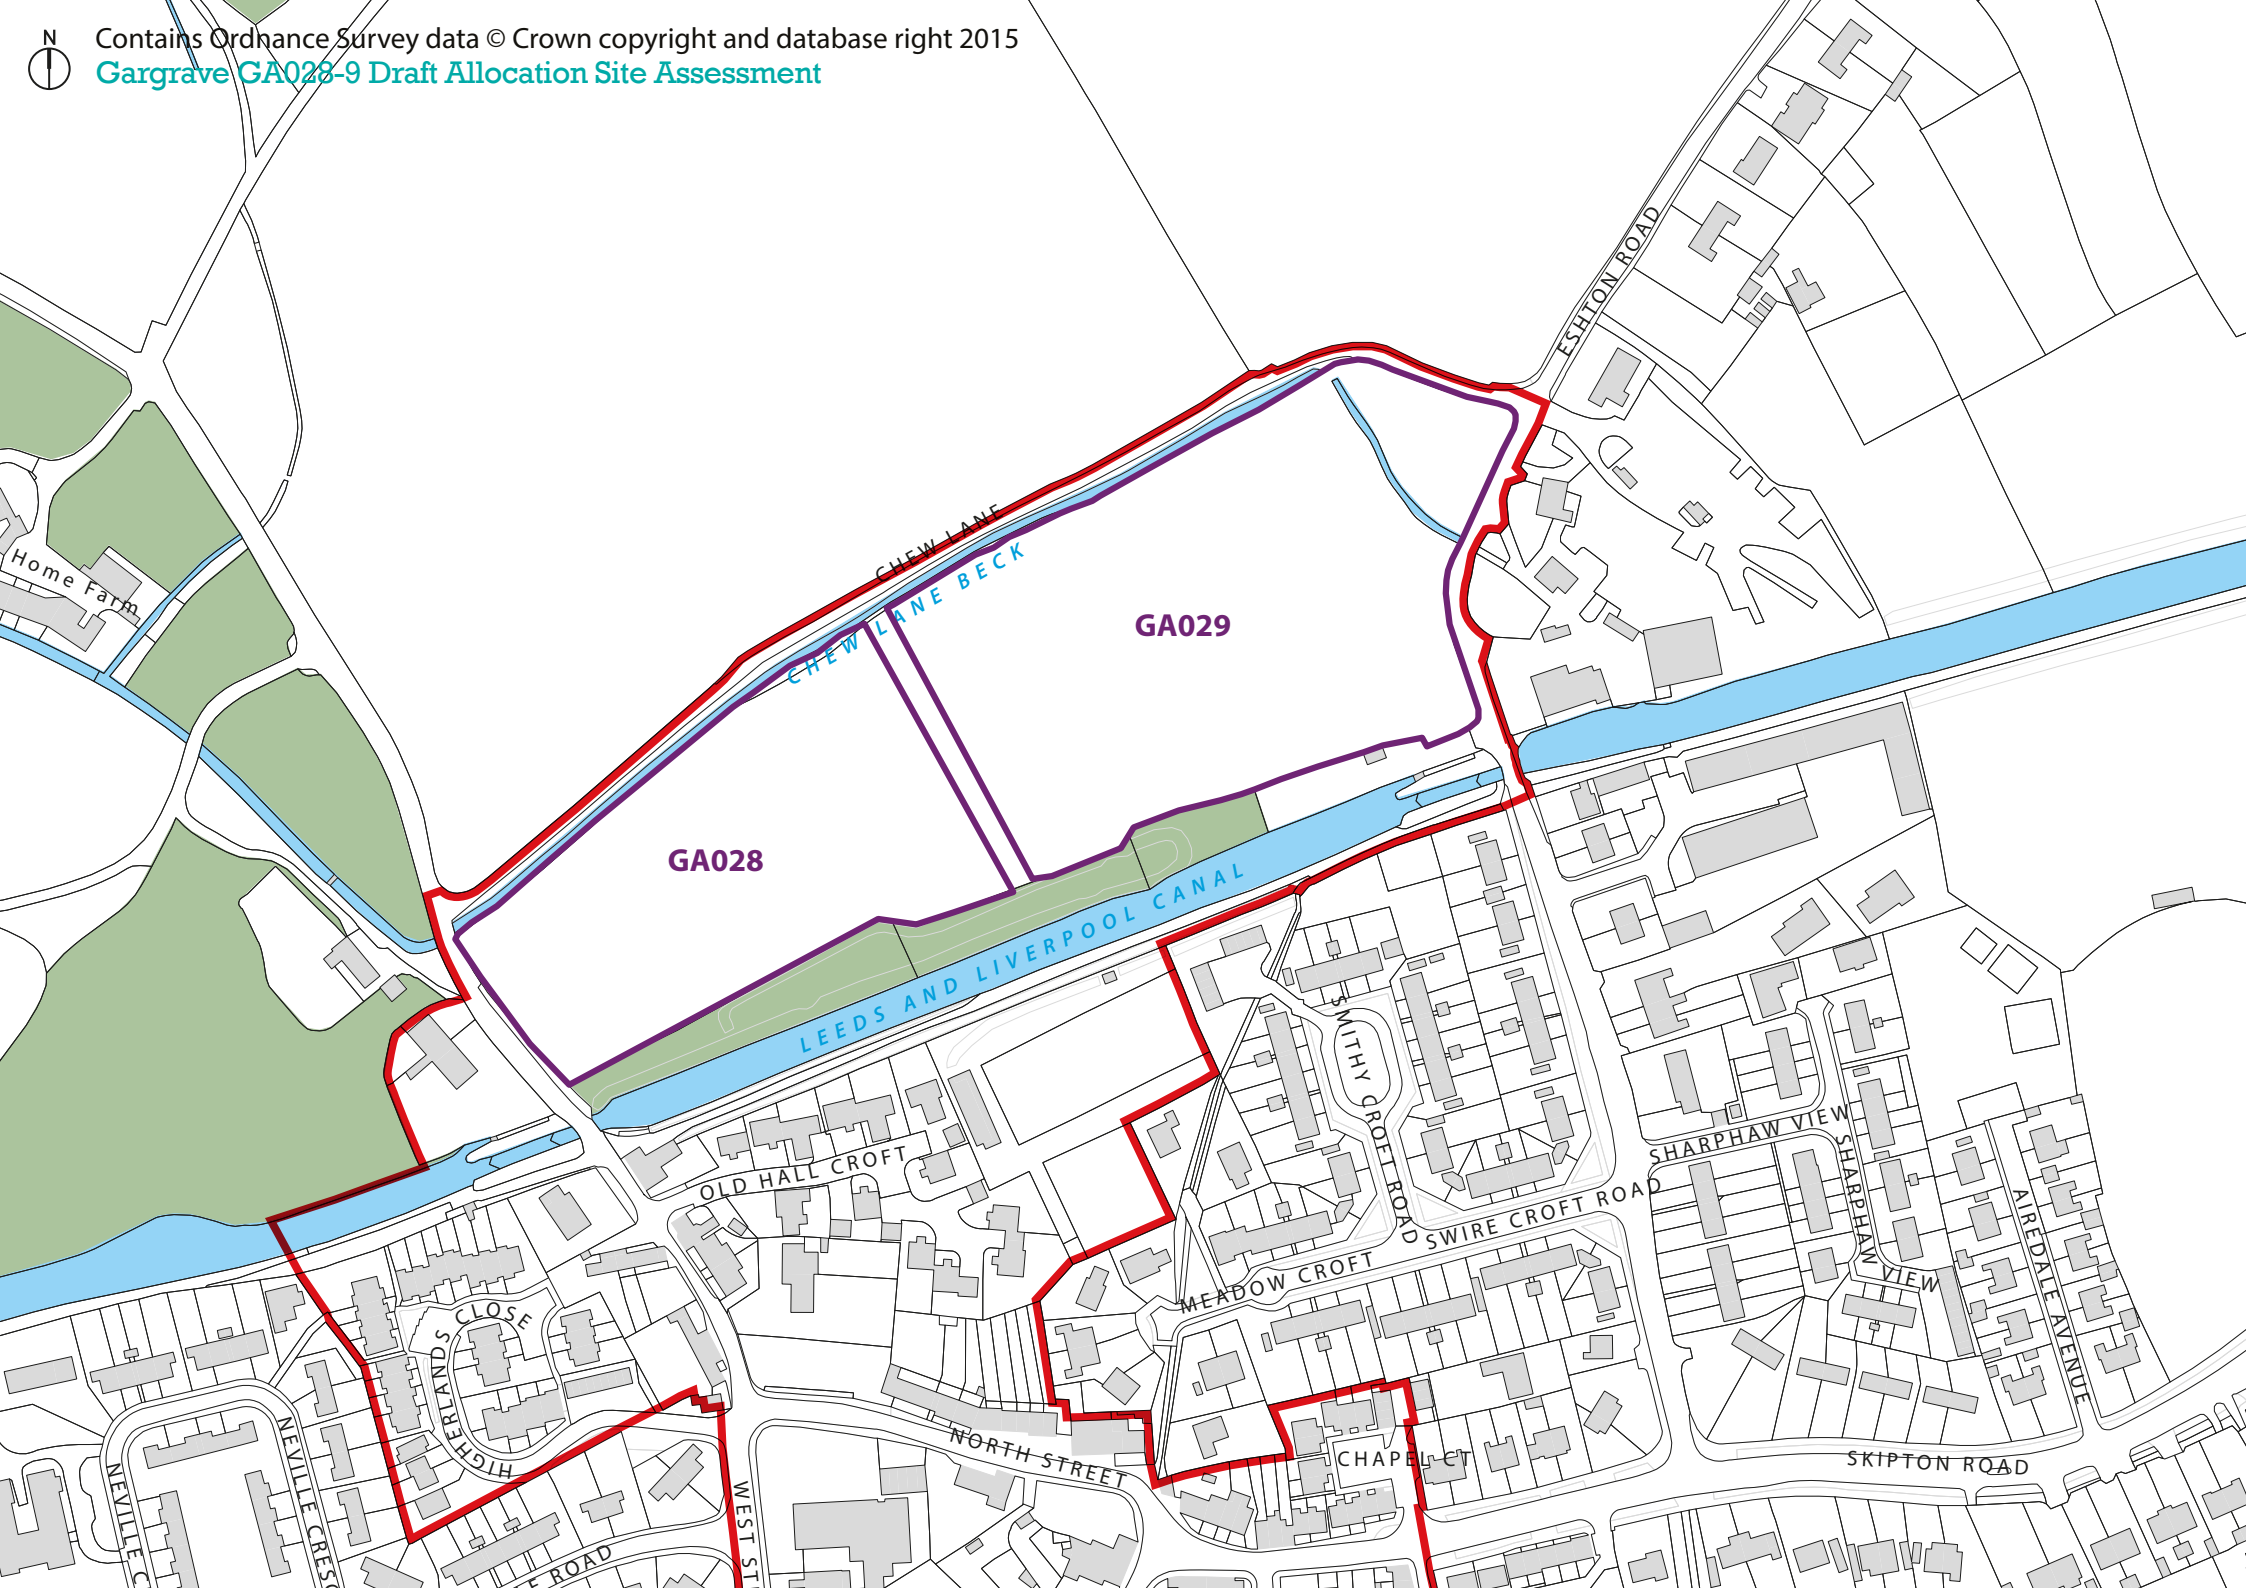 N
Contains Ordnance Survey data © Crown copyright and database right 2015
Gargrave GA028-9 Draft Allocation Site Assessment
ESHTON ROAD
CHEW LANE
CHEW LANE BECK
Home Farm
GA029
GA028
LEEDS AND LIVERPOOL CANAL
SMITHY CROFT ROAD
SHARPHAW VIEW
SHARPHAW VIEW
OLD HALL CROFT
SWIRE CROFT ROAD
AIREDALE AVENUE
MEADOW CROFT
HIGHERLANDS CLOSE
NORTH STREET
CHAPEL CT
SKIPTON ROAD
NEVILLE CRESC
NEVILLE C
WEST ST
E ROAD